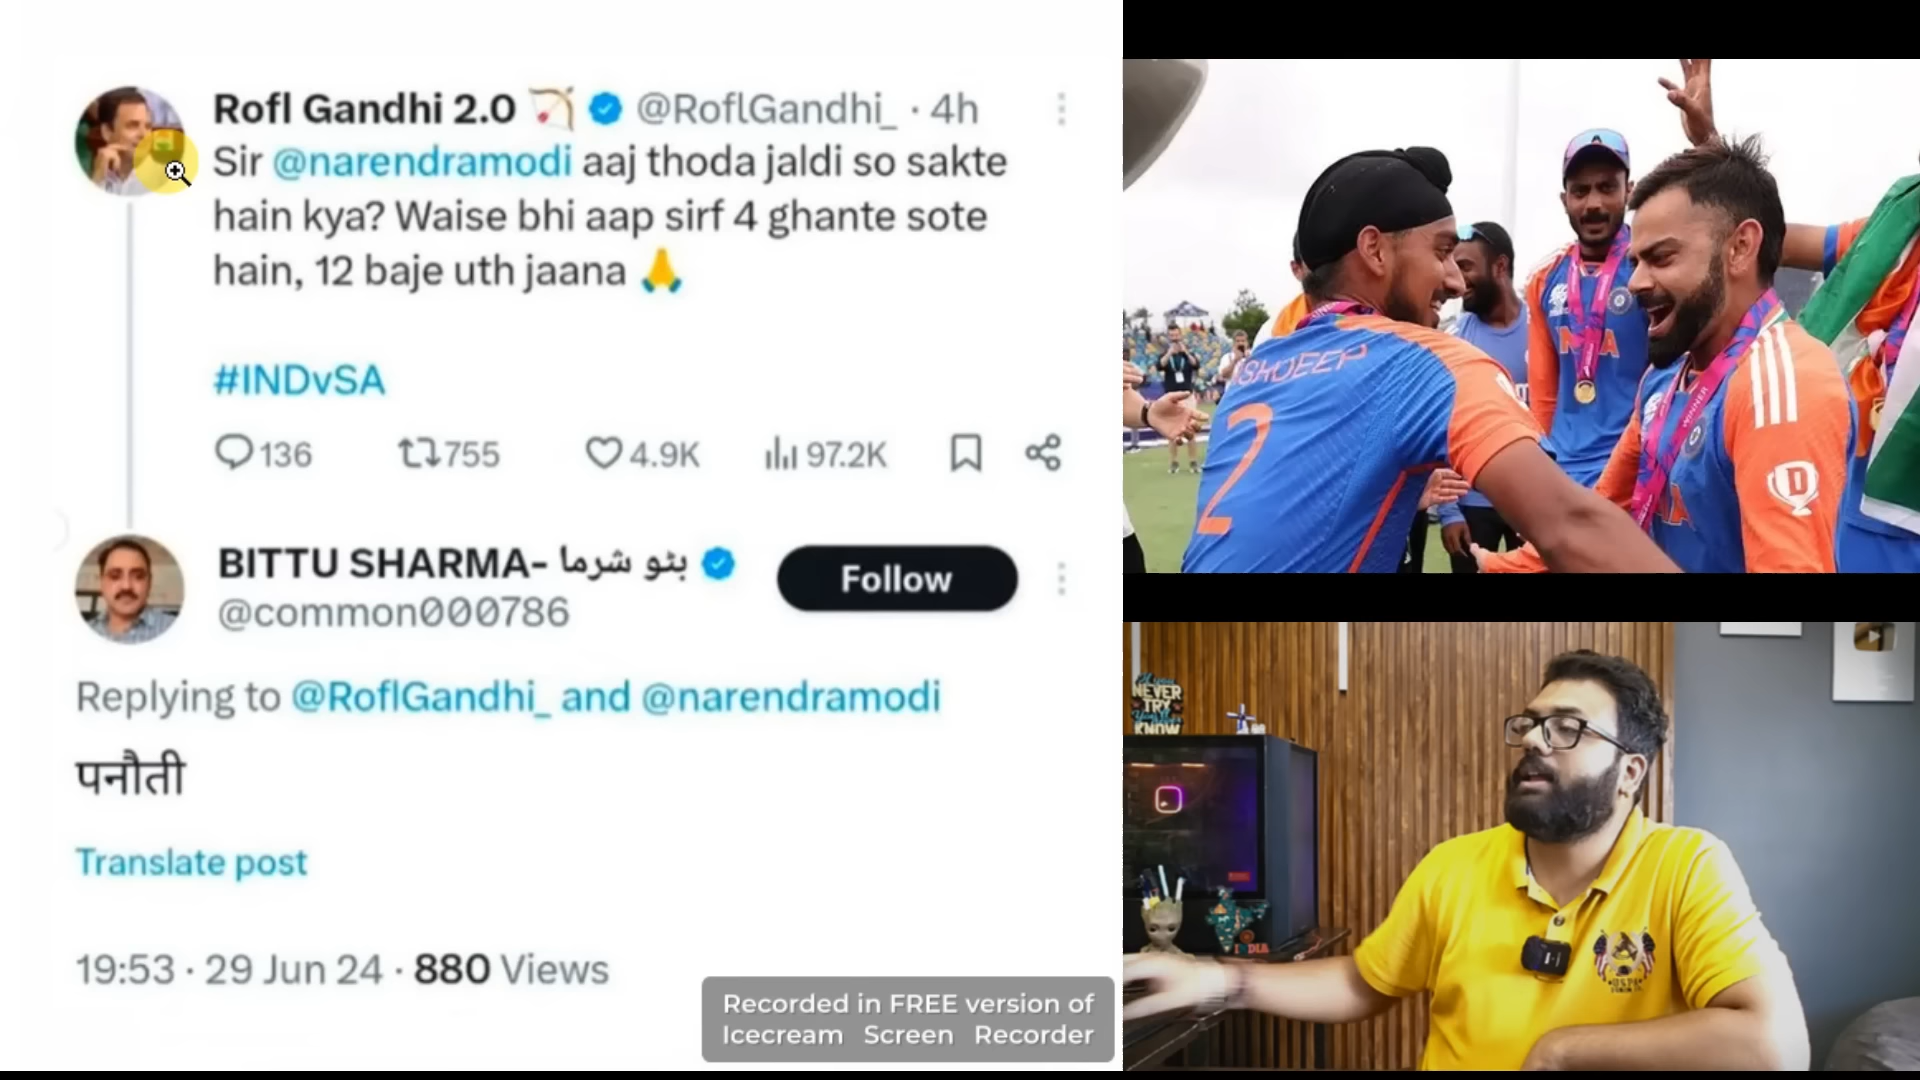 Rofl Gandhi 2.0 🏹 @RoflGandhi_ · 4h
Sir @narendramodi aaj thoda jaldi so sakte
hain kya? Waise bhi aap sirf 4 ghante sote
hain, 12 baje uth jaana 🙏
#INDvSA
136 755 4.9K 97.2K
BITTU SHARMA- بٹو شرما
Follow
@common000786
Replying to @RoflGandhi_ and @narendramodi
पनौती
Translate post
19:53 · 29 Jun 24 · 880 Views
Recorded in FREE version of
Icecream Screen Recorder
2
WINNER
D
NEVER
TRY
KNOW